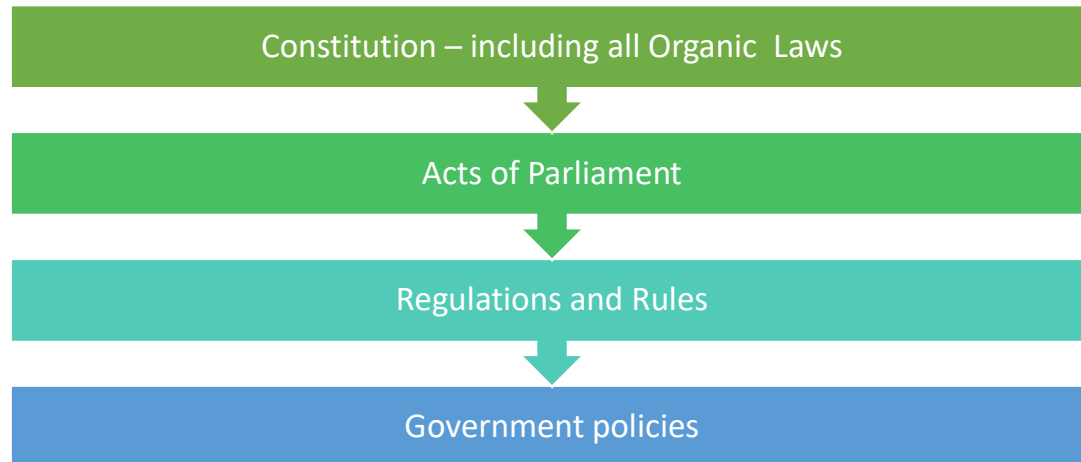 Constitution – including all Organic  Laws
Acts of Parliament
Regulations and Rules
Government policies